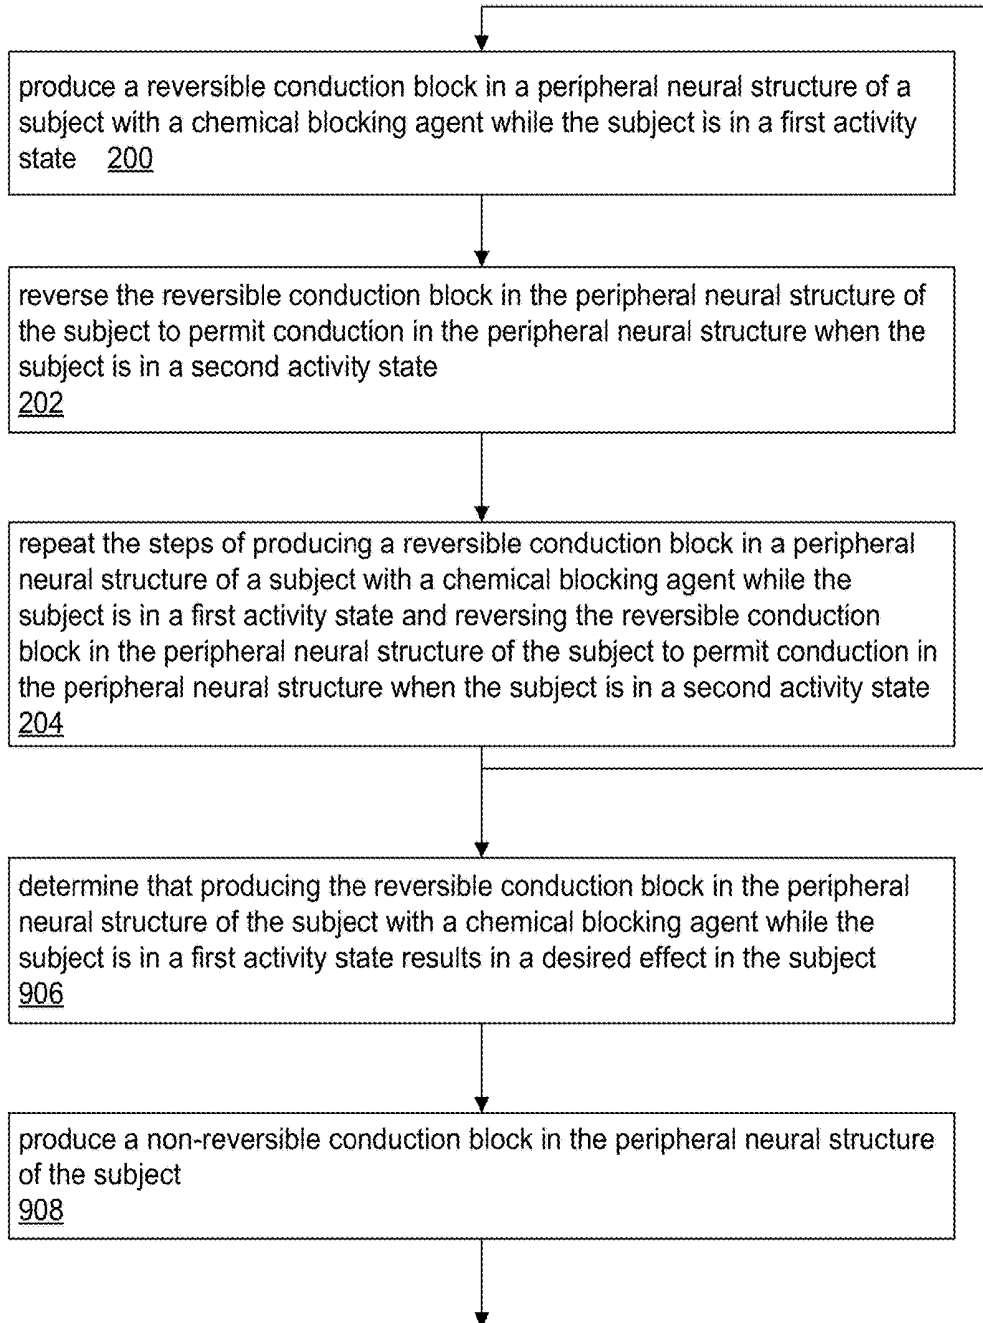 produce a reversible conduction block in a peripheral neural structure of a
subject with a chemical blocking agent while the subject is in a first activity
state 200
reverse the reversible conduction block in the peripheral neural structure of
the subject to permit conduction in the peripheral neural structure when the
subject is in a second activity state
202
repeat the steps of producing a reversible conduction block in a peripheral
neural structure of a subject with a chemical blocking agent while the
subject is in a first activity state and reversing the reversible conduction
block in the peripheral neural structure of the subject to permit conduction in
the peripheral neural structure when the subject is in a second activity state
204
determine that producing the reversible conduction block in the peripheral
neural structure of the subject with a chemical blocking agent while the
subject is in a first activity state results in a desired effect in the subject
906
produce a non-reversible conduction block in the peripheral neural structure
of the subject
908